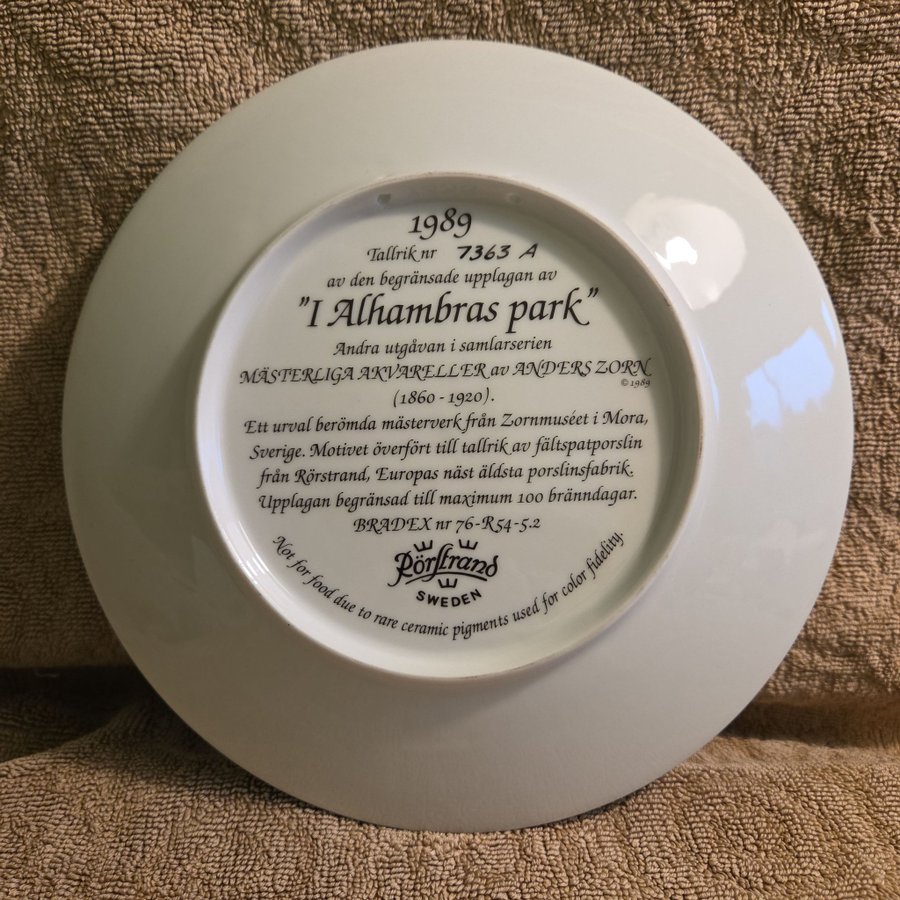 1989
Tallrik nr 7363 A
av den begränsade upplagan av
"I Alhambras park"
Andra utgåvan i samlarserien
MÄSTERLIGA AKVARELLER av ANDERS ZORN
© 1989
(1860 - 1920).
Ett urval berömda mästerverk från Zornmuséet i Mora,
Sverige. Motivet överfört till tallrik av fältspatporslin
från Rörstrand, Europas näst äldsta porslinsfabrik.
Upplagan begränsad till maximum 100 bränndagar.
BRADEX nr 76-R54-5.2
Rörstrand
SWEDEN
Not for food due to rare ceramic pigments used for color fidelity.